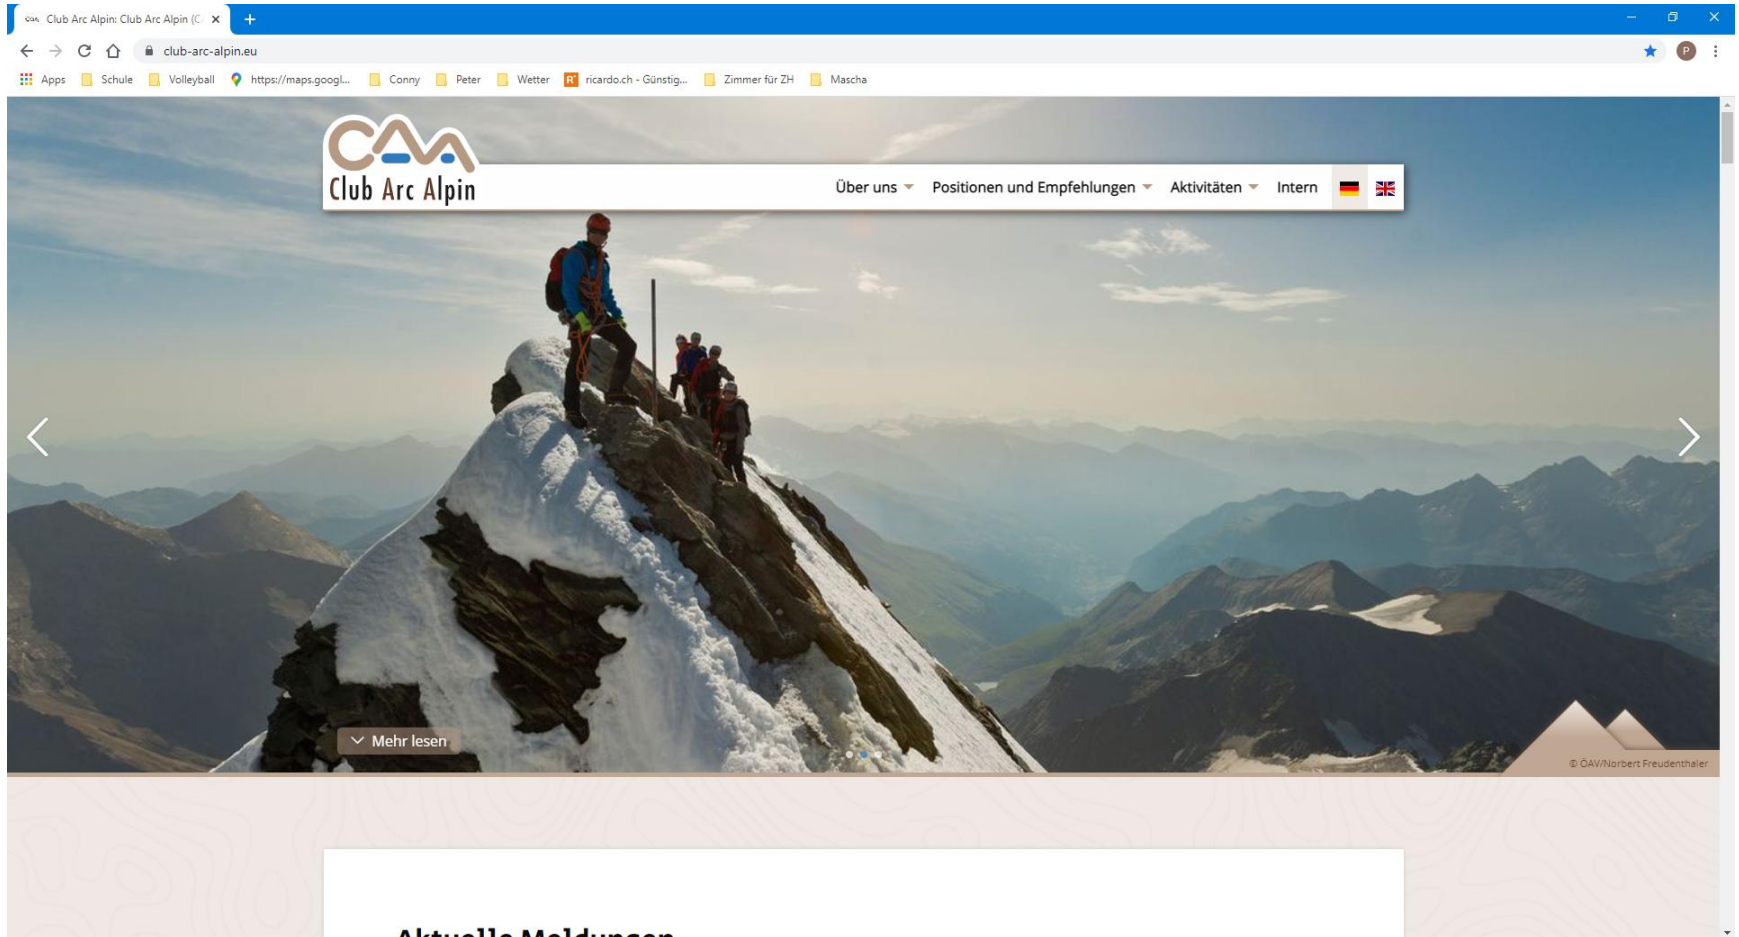 Club Arc Alpin: Club Arc Alpin (C
club-arc-alpin.eu
P
Apps Schule Volleyball https://maps.googl... Conny Peter Wetter R ricardo.ch - Günstig... Zimmer für ZH Mascha
CAA
Club Arc Alpin
Über uns Positionen und Empfehlungen Aktivitäten Intern
Mehr lesen
© ÖAV/Norbert Freudenthaler
Aktuelle Meldungen